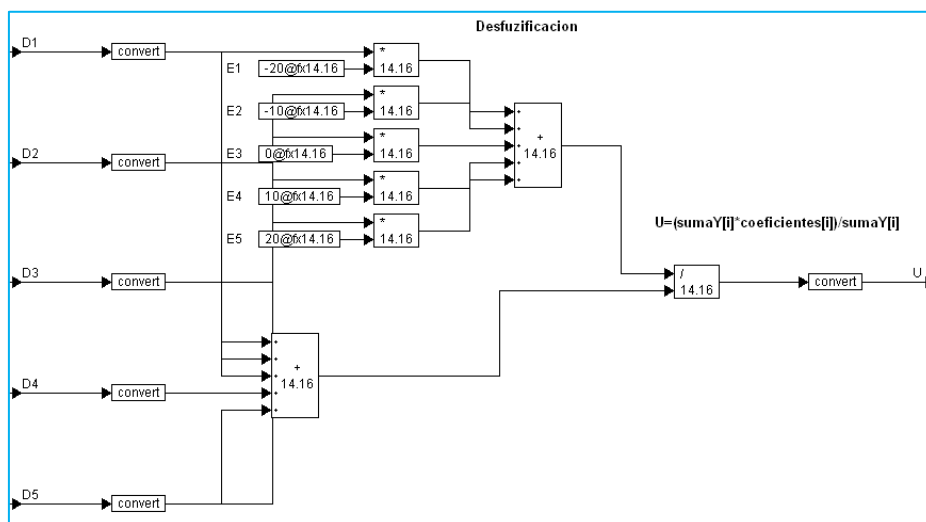 Desfuzificacion
D1
convert
*
14.16
E1
-20@fx14.16
*
14.16
E2
-10@fx14.16
+
14.16
*
14.16
D2
convert
E3
0@fx14.16
*
14.16
E4
10@fx14.16
*
14.16
E5
20@fx14.16
U=(sumaY[i]*coeficientes[i])/sumaY[i]
D3
convert
/
14.16
convert
U
+
14.16
D4
convert
D5
convert